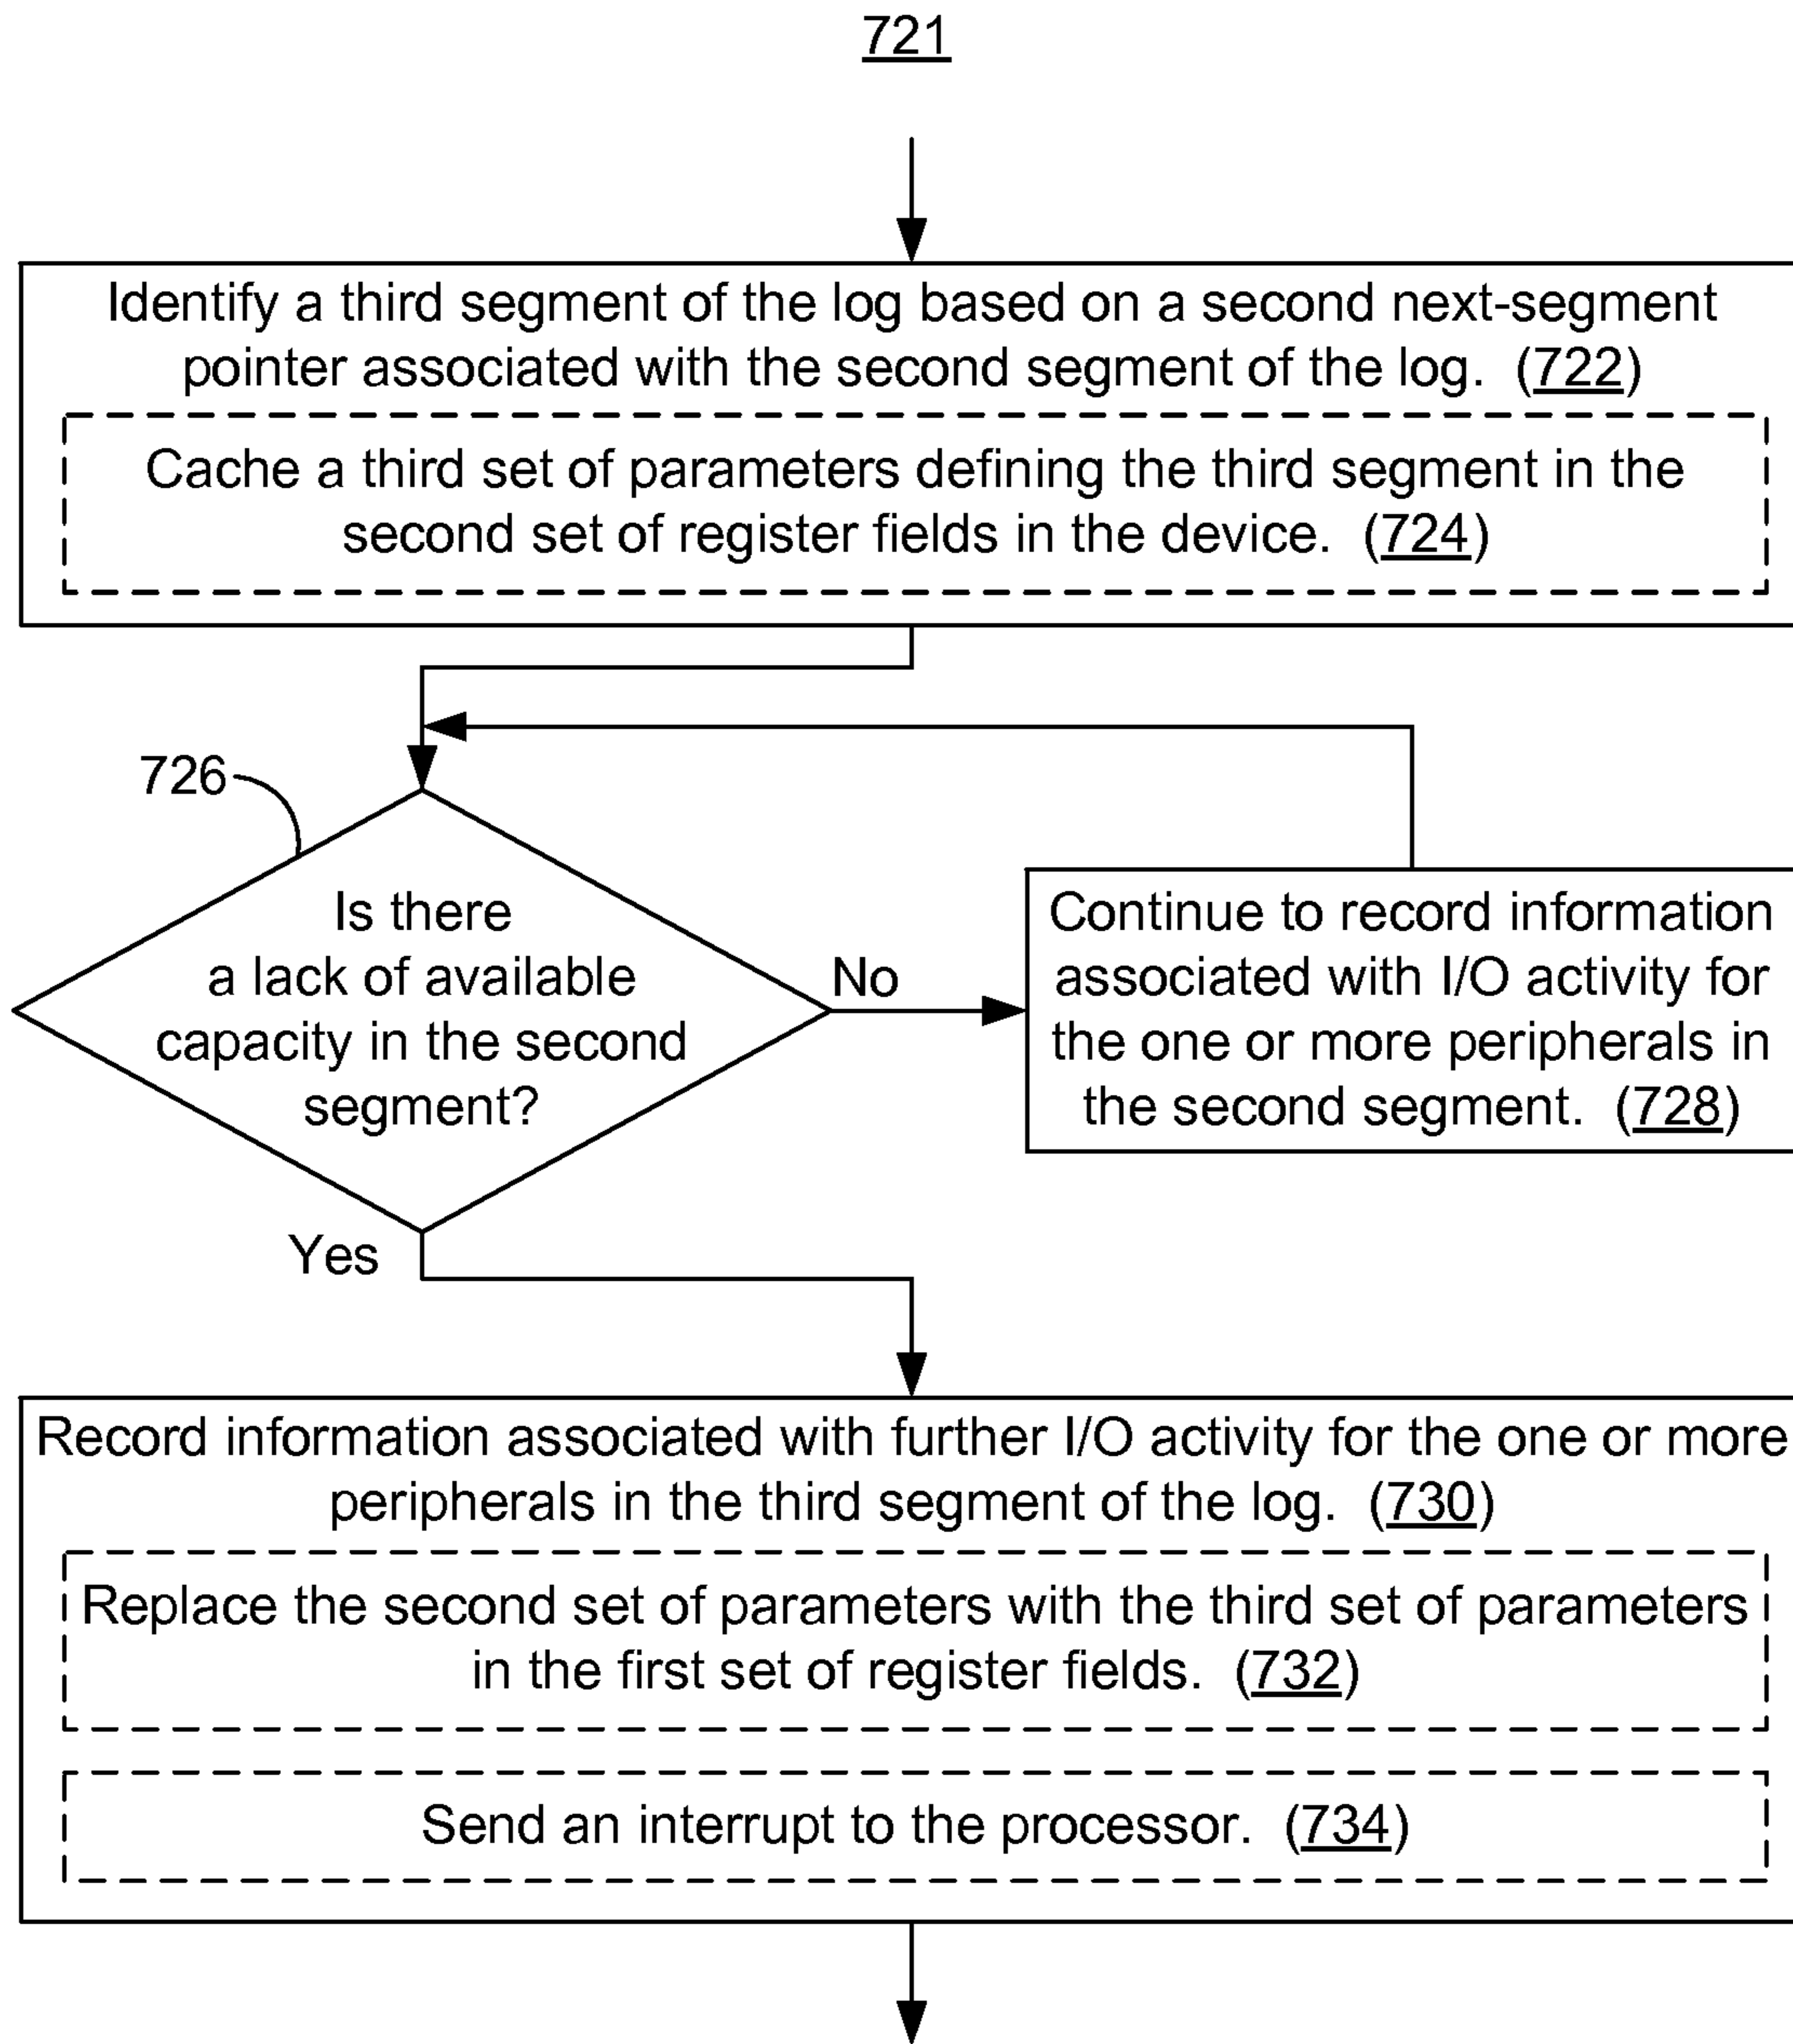 721
Identify a third segment of the log based on a second next-segment
pointer associated with the second segment of the log. (722)
Cache a third set of parameters defining the third segment in the
second set of register fields in the device. (724)
726
Is there
a lack of available
capacity in the second
segment?
No
Continue to record information
associated with I/O activity for
the one or more peripherals in
the second segment. (728)
Yes
Record information associated with further I/O activity for the one or more
peripherals in the third segment of the log. (730)
Replace the second set of parameters with the third set of parameters
in the first set of register fields. (732)
Send an interrupt to the processor. (734)